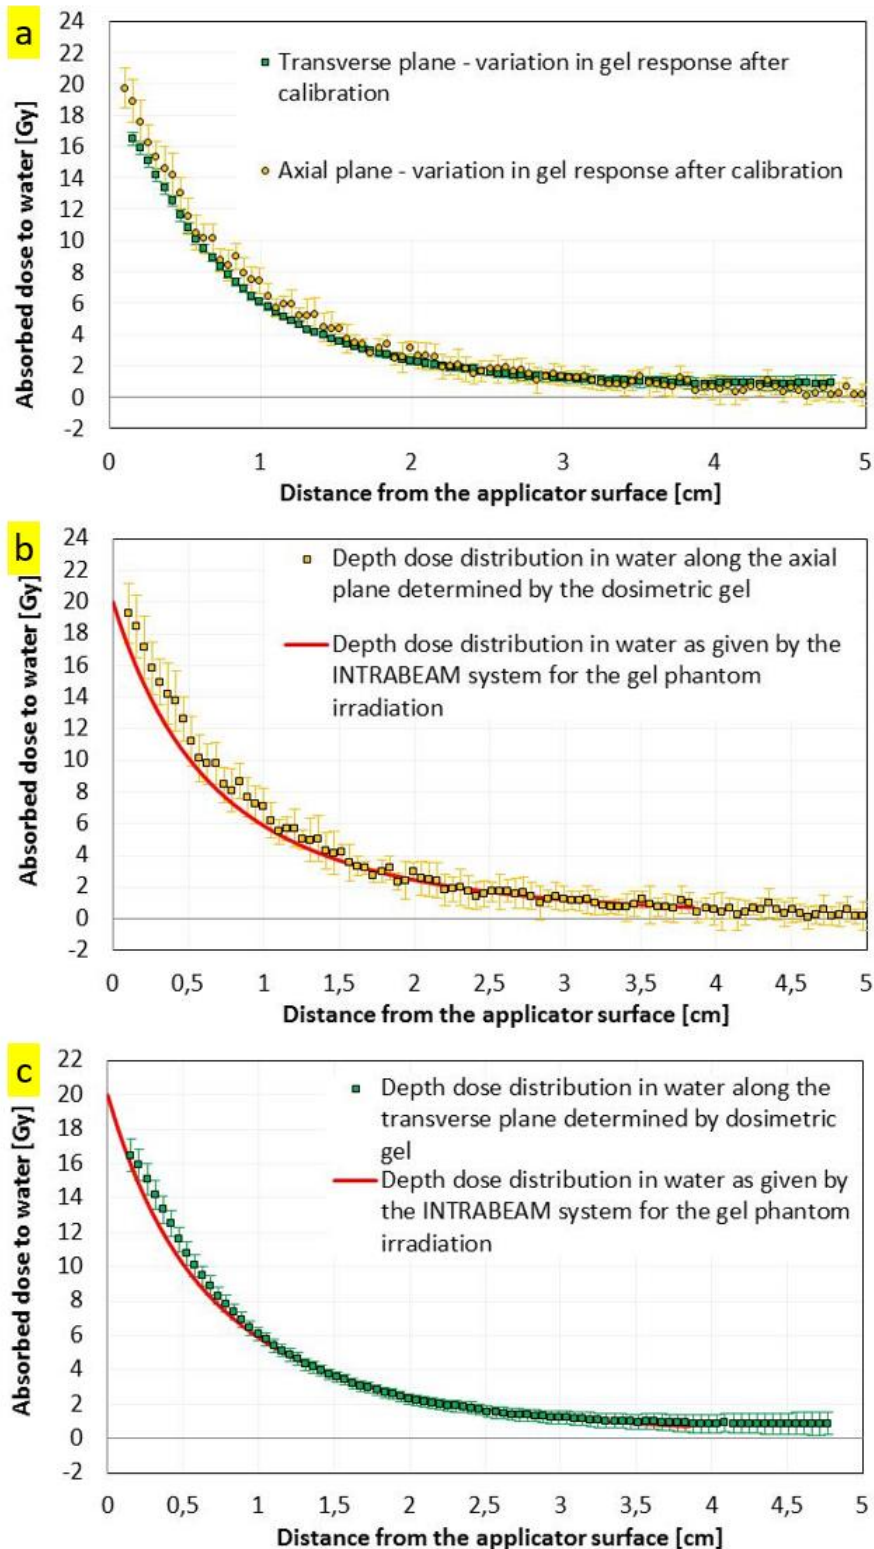 a
24
22
20
18
16
14
12
10
8
6
4
2
0
-2
Absorbed dose to water [Gy]
Transverse plane - variation in gel response after
calibration
Axial plane - variation in gel response after calibration
0 1 2 3 4 5
Distance from the applicator surface [cm]
b
24
22
20
18
16
14
12
10
8
6
4
2
0
-2
Absorbed dose to water [Gy]
Depth dose distribution in water along the axial
plane determined by the dosimetric gel
Depth dose distribution in water as given by the
INTRABEAM system for the gel phantom
irradiation
0 0,5 1 1,5 2 2,5 3 3,5 4 4,5 5
Distance from the applicator surface [cm]
c
22
20
18
16
14
12
10
8
6
4
2
0
-2
Absorbed dose to water [Gy]
Depth dose distribution in water along the
transverse plane determined by dosimetric
gel
Depth dose distribution in water as given by
the INTRABEAM system for the gel phantom
irradiation
0 0,5 1 1,5 2 2,5 3 3,5 4 4,5 5
Distance from the applicator surface [cm]